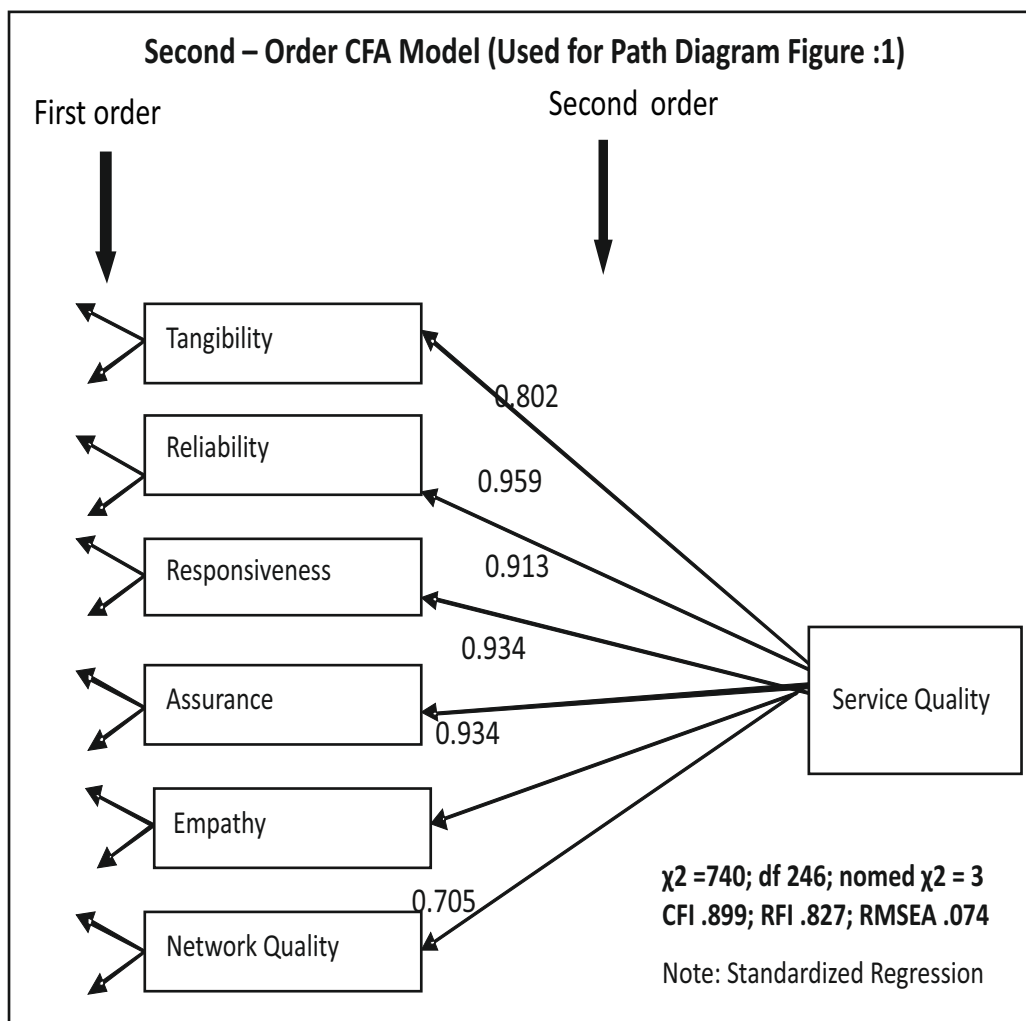 Second – Order CFA Model (Used for Path Diagram Figure :1)
First order
Second order
Tangibility
0.802
Reliability
0.959
Responsiveness
0.913
0.934
Assurance
0.934
Service Quality
Empathy
Network Quality
0.705
χ2 =740; df 246; nomed χ2 = 3
CFI .899; RFI .827; RMSEA .074
Note: Standardized Regression